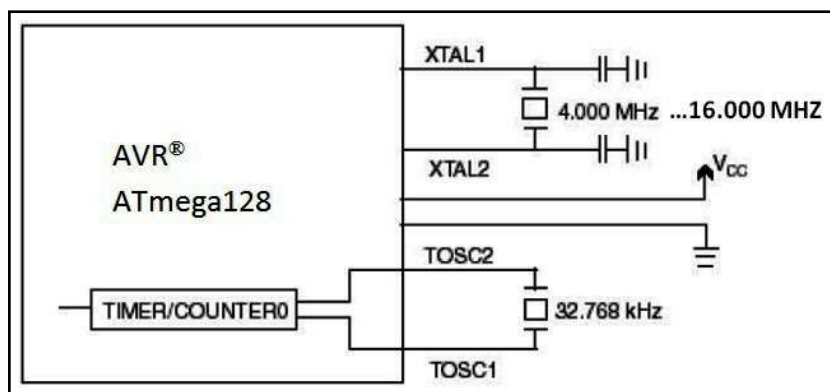 XTAL1
4.000 MHz ...16.000 MHZ
XTAL2
AVR®
ATmega128
VCC
TOSC2
TIMER/COUNTER0
32.768 kHz
TOSC1